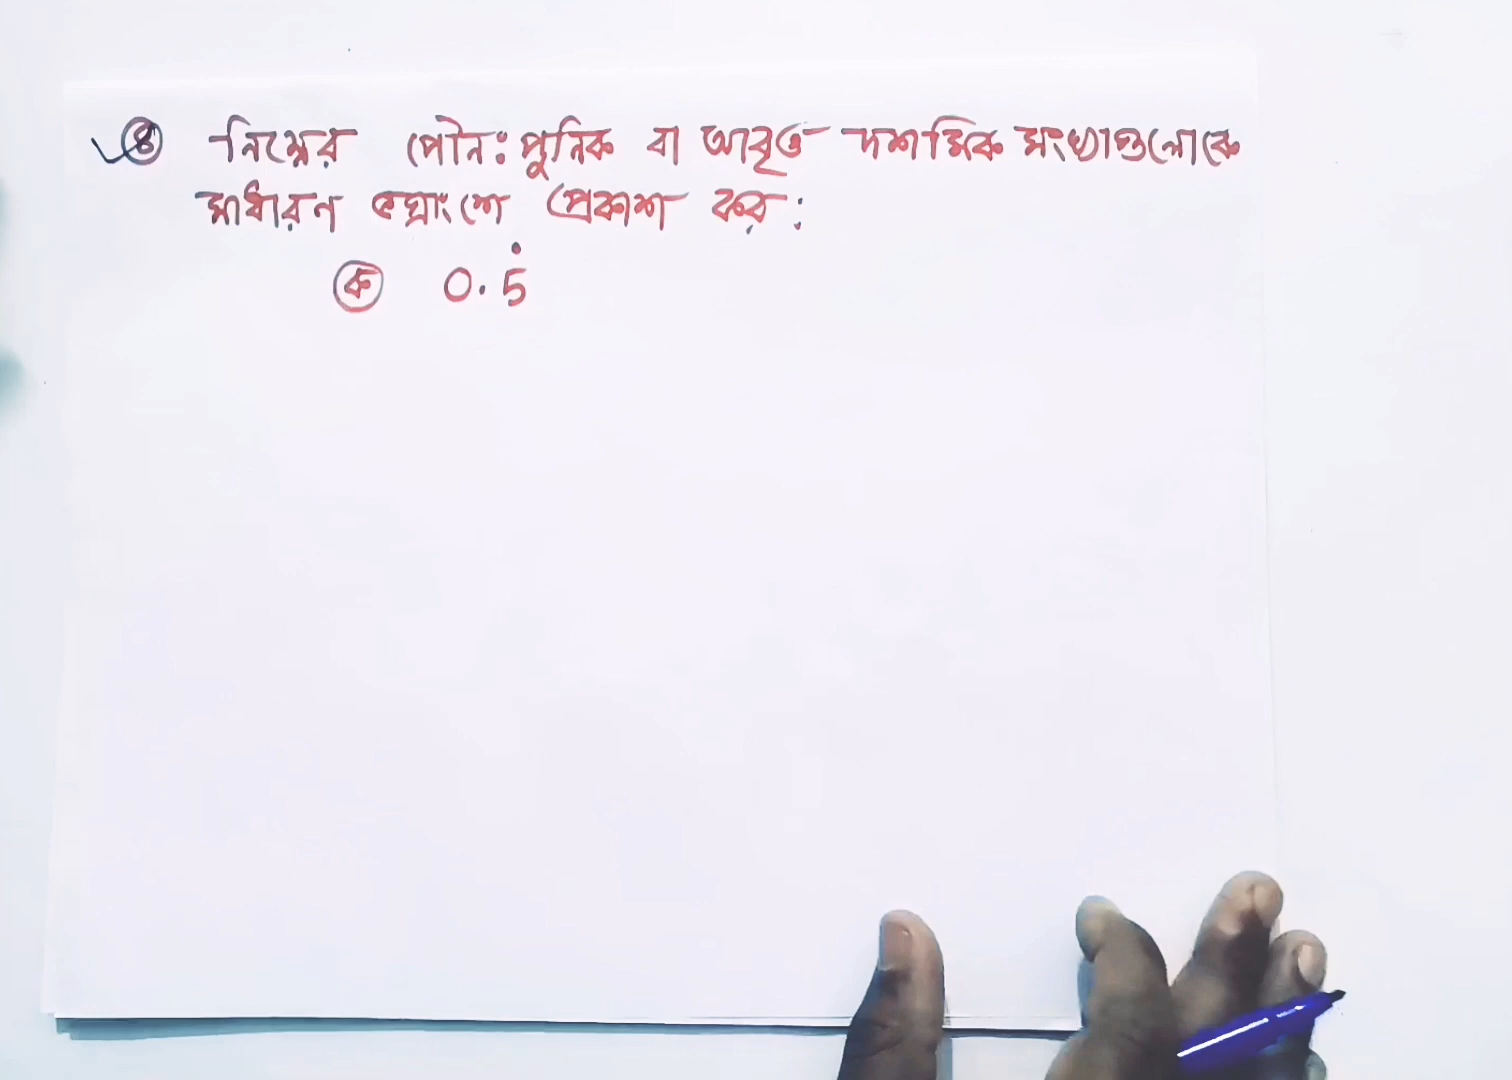 ৪ নিম্নের পৌনঃপুনিক বা আবৃত্ত দশমিক সংখ্যাগুলোকে
সাধারণ ভগ্নাংশে প্রকাশ কর:
ক 0.5̇